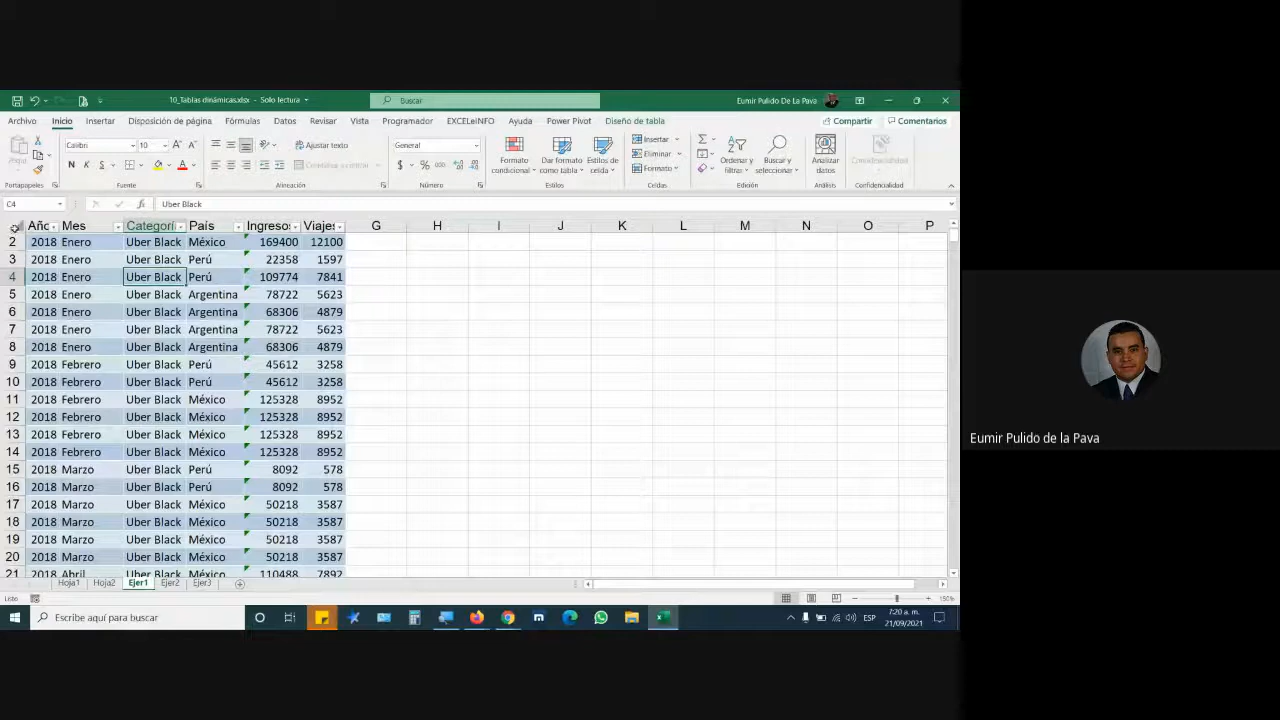 10_Tablas dinámicas.xlsx - Solo lectura
Buscar
Eumir Pulido De La Pava
Archivo Inicio Insertar Disposición de página Fórmulas Datos Revisar Vista Programador EXCELeINFO Ayuda Power Pivot Diseño de tabla Compartir Comentarios
Calibri 10 Ajustar texto General Insertar
Eliminar
Formato
Formato condicional Dar formato como tabla Estilos de celda Ordenar y filtrar Buscar y seleccionar Analizar datos Confidencialidad
Portapapeles Fuente Alineación Número Estilos Celdas Edición Análisis Confidencialidad
C4 fx Uber Black
Año Mes Categorí País Ingreso Viajes G H I J K L M N O P
2 2018 Enero Uber Black México 169400 12100
3 2018 Enero Uber Black Perú 22358 1597
4 2018 Enero Uber Black Perú 109774 7841
5 2018 Enero Uber Black Argentina 78722 5623
6 2018 Enero Uber Black Argentina 68306 4879
7 2018 Enero Uber Black Argentina 78722 5623
8 2018 Enero Uber Black Argentina 68306 4879
9 2018 Febrero Uber Black Perú 45612 3258
10 2018 Febrero Uber Black Perú 45612 3258
11 2018 Febrero Uber Black México 125328 8952
12 2018 Febrero Uber Black México 125328 8952
13 2018 Febrero Uber Black México 125328 8952
14 2018 Febrero Uber Black México 125328 8952
15 2018 Marzo Uber Black Perú 8092 578
16 2018 Marzo Uber Black Perú 8092 578
17 2018 Marzo Uber Black México 50218 3587
18 2018 Marzo Uber Black México 50218 3587
19 2018 Marzo Uber Black México 50218 3587
20 2018 Marzo Uber Black México 50218 3587
21 2018 Abril Uber Black México 110488 7892
Hoja1 Hoja2 Ejer1 Ejer2 Ejer3
Listo 150%
Escribe aquí para buscar
ESP
7:20 a. m.
21/09/2021
Eumir Pulido de la Pava